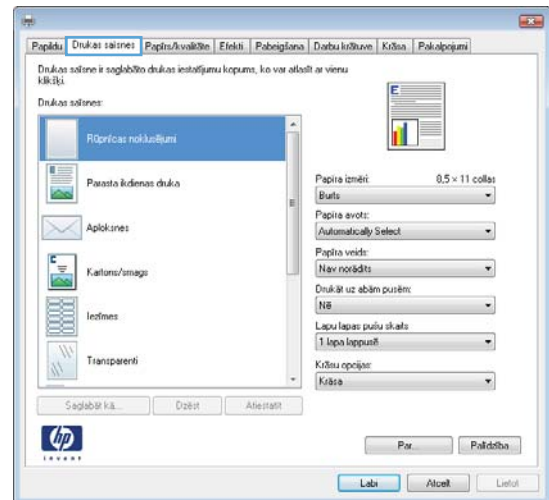 Papildu Drukas saīsnes Papīrs/kvalitāte Efekti Pabeigšana Darbu krātuve Krāsa Pakalpojumi
Drukas saīsne ir saglabāto drukas iestatījumu kopums, ko var atlasīt ar vienu
klikšķi.
Drukas saīsnes:
Rūpnīcas noklusējumi
Parasta ikdienas druka
Aploksnes
Kartons/smags
Iezīmes
Transparenti
Saglabāt kā... Dzēst Atiestatīt
E
Papīra izmēri: 8,5 × 11 collas
Burts
Papīra avots:
Automatically Select
Papīra veids:
Nav norādīts
Drukāt uz abām pusēm:
Nē
Lapu lapas pušu skaits
1 lapa lappusē
Krāsu opcijas:
Krāsa
hp
invent
Par... Palīdzība
Labi Atcelt Lietot